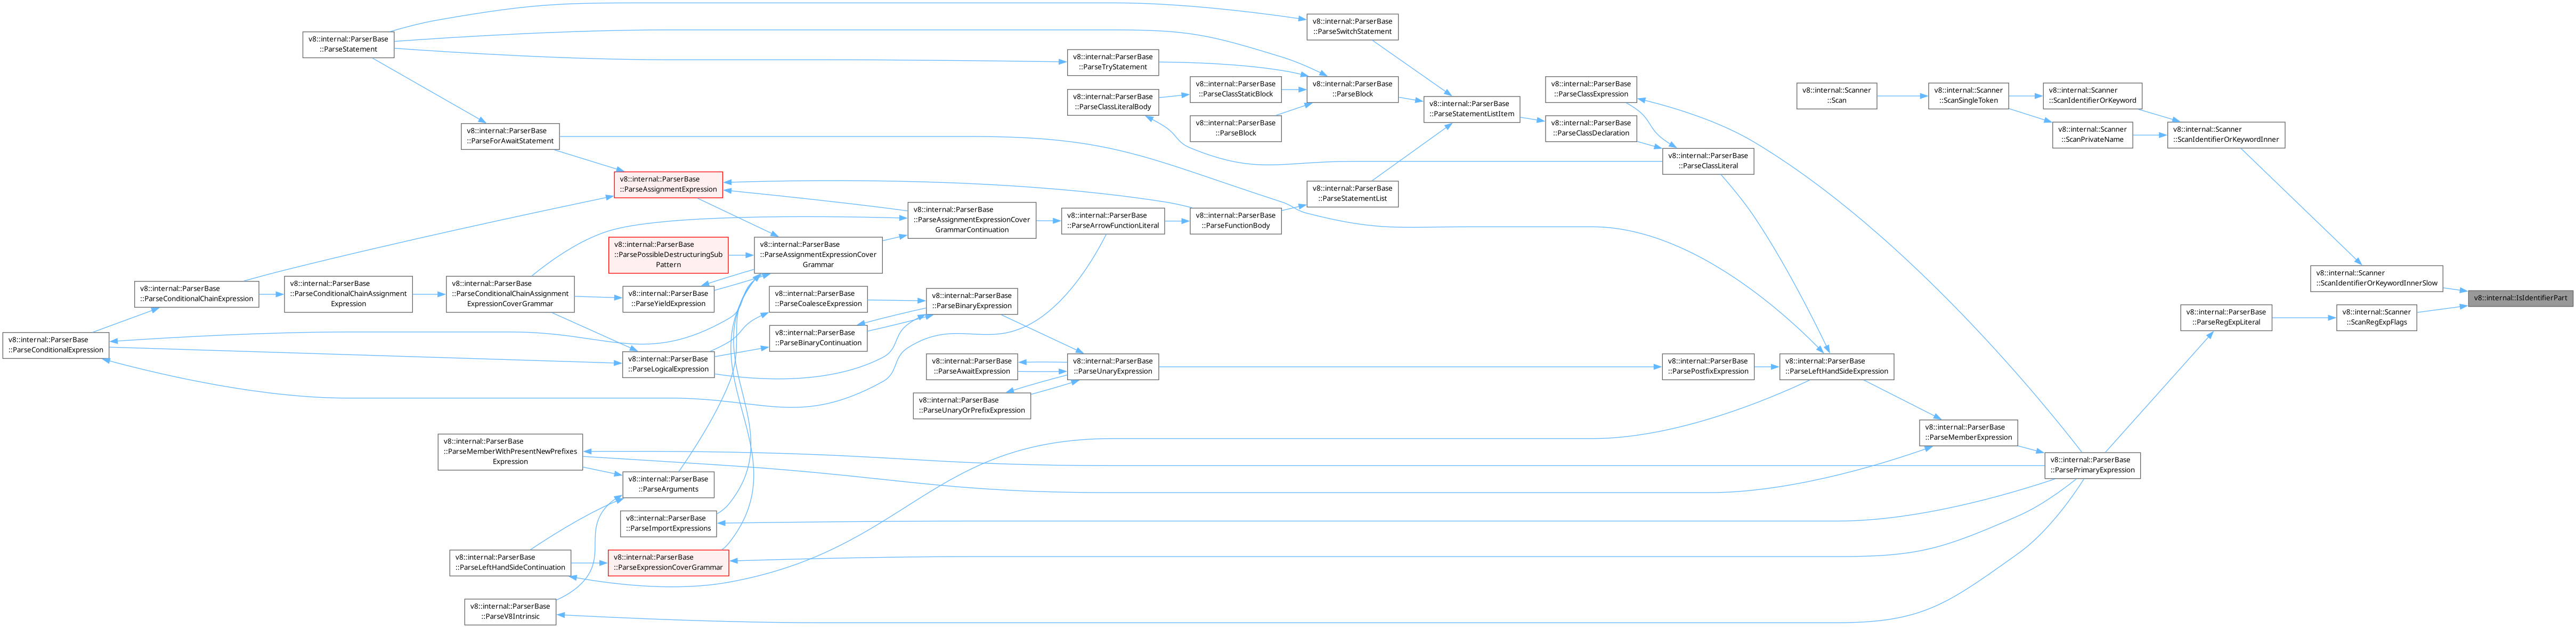 v8::internal::ParserBase
::ParseStatement
v8::internal::ParserBase
::ParseSwitchStatement
v8::internal::ParserBase
::ParseTryStatement
v8::internal::ParserBase
::ParseClassLiteralBody
v8::internal::ParserBase
::ParseClassStaticBlock
v8::internal::ParserBase
::ParseBlock
v8::internal::ParserBase
::ParseBlock
v8::internal::ParserBase
::ParseStatementListItem
v8::internal::ParserBase
::ParseClassExpression
v8::internal::ParserBase
::ParseClassDeclaration
v8::internal::ParserBase
::ParseClassLiteral
v8::internal::Scanner
::Scan
v8::internal::Scanner
::ScanSingleToken
v8::internal::Scanner
::ScanIdentifierOrKeyword
v8::internal::Scanner
::ScanPrivateName
v8::internal::Scanner
::ScanIdentifierOrKeywordInner
v8::internal::ParserBase
::ParseForAwaitStatement
v8::internal::ParserBase
::ParseAssignmentExpression
v8::internal::ParserBase
::ParseStatementList
v8::internal::ParserBase
::ParseAssignmentExpressionCover
GrammarContinuation
v8::internal::ParserBase
::ParseArrowFunctionLiteral
v8::internal::ParserBase
::ParseFunctionBody
v8::internal::ParserBase
::ParsePossibleDestructuringSub
Pattern
v8::internal::ParserBase
::ParseAssignmentExpressionCover
Grammar
v8::internal::ParserBase
::ParseConditionalChainExpression
v8::internal::ParserBase
::ParseConditionalChainAssignment
Expression
v8::internal::ParserBase
::ParseConditionalChainAssignment
ExpressionCoverGrammar
v8::internal::ParserBase
::ParseYieldExpression
v8::internal::ParserBase
::ParseCoalesceExpression
v8::internal::ParserBase
::ParseBinaryExpression
v8::internal::Scanner
::ScanIdentifierOrKeywordInnerSlow
v8::internal::IsIdentifierPart
v8::internal::ParserBase
::ParseRegExpLiteral
v8::internal::Scanner
::ScanRegExpFlags
v8::internal::ParserBase
::ParseConditionalExpression
v8::internal::ParserBase
::ParseBinaryContinuation
v8::internal::ParserBase
::ParseLogicalExpression
v8::internal::ParserBase
::ParseAwaitExpression
v8::internal::ParserBase
::ParseUnaryExpression
v8::internal::ParserBase
::ParsePostfixExpression
v8::internal::ParserBase
::ParseLeftHandSideExpression
v8::internal::ParserBase
::ParseUnaryOrPrefixExpression
v8::internal::ParserBase
::ParseMemberExpression
v8::internal::ParserBase
::ParseMemberWithPresentNewPrefixes
Expression
v8::internal::ParserBase
::ParsePrimaryExpression
v8::internal::ParserBase
::ParseArguments
v8::internal::ParserBase
::ParseImportExpressions
v8::internal::ParserBase
::ParseLeftHandSideContinuation
v8::internal::ParserBase
::ParseExpressionCoverGrammar
v8::internal::ParserBase
::ParseV8Intrinsic